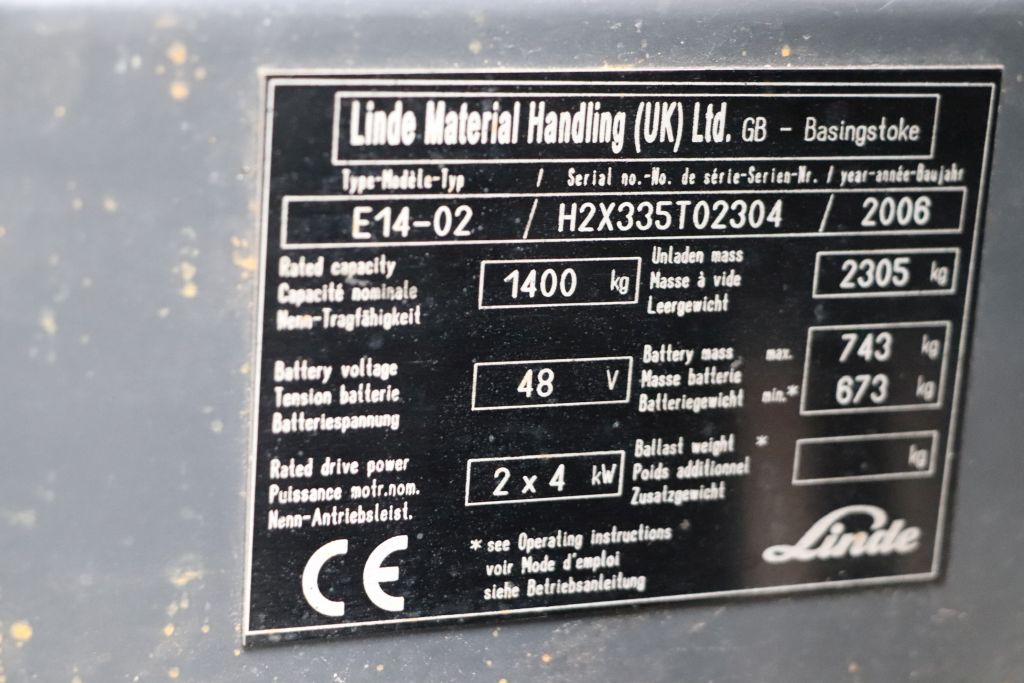 Linde Material Handling (UK) Ltd. GB - Basingstoke
Type-Modèle-Typ / Serial no.-No. de série-Serien-Nr. / year-année-Baujahr
E14-02 / H2X335T02304 / 2006
Rated capacity
Capacité nominale
Nenn-Tragfähigkeit
1400 kg
Unladen mass
Masse à vide
Leergewicht
2305 kg
Battery voltage
Tension batterie
Batteriespannung
48 V
Battery mass max. 743 kg
Masse batterie
Batteriegewicht min.* 673 kg
Rated drive power
Puissance motr.nom.
Nenn-Antriebsleist.
2 x 4 kW
Ballast weight *
Poids additionnel
Zusatzgewicht
kg
CE
* see Operating instructions
voir Mode d'emploi
siehe Betriebsanleitung
Linde